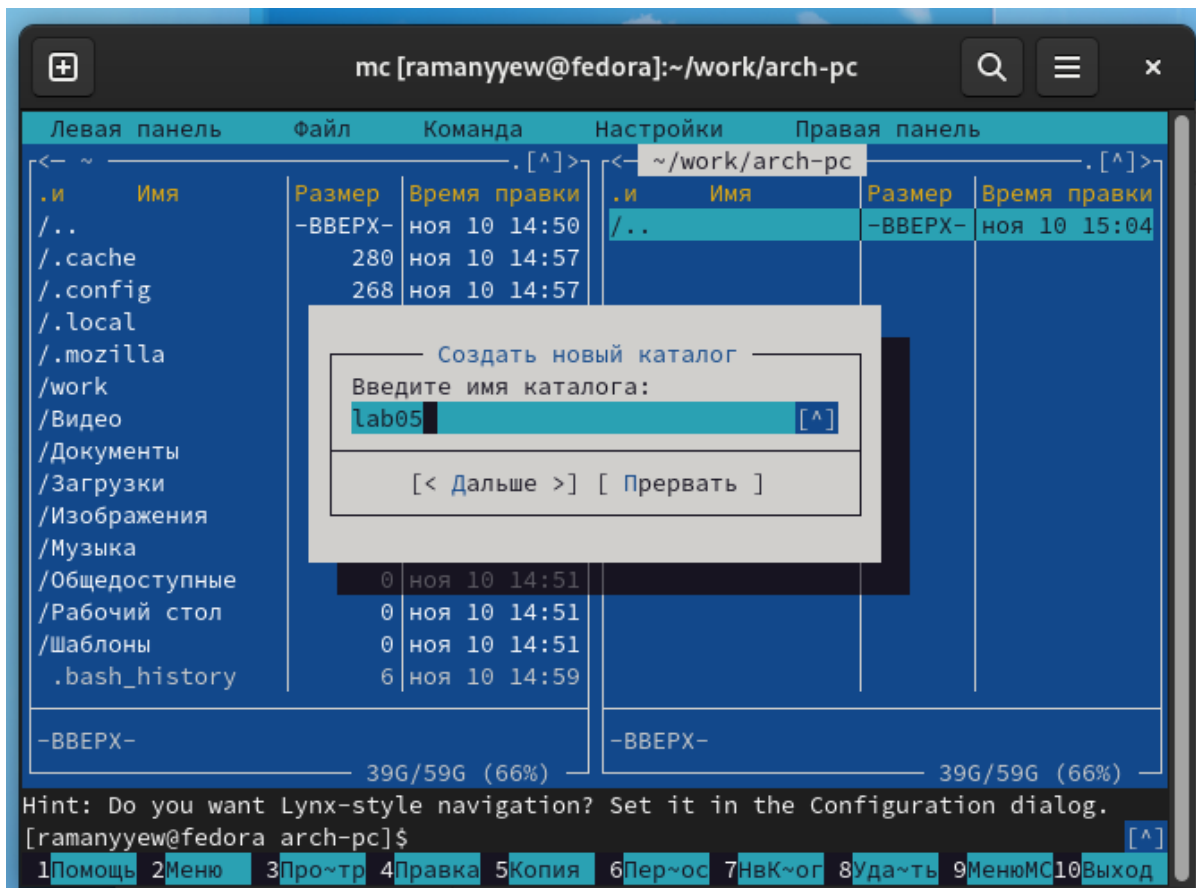 mc [ramanyyew@fedora]:~/work/arch-pc
Левая панель Файл Команда Настройки Правая панель
<— ~ .[^]> <— ~/work/arch-pc .[^]>
.и Имя Размер Время правки .и Имя Размер Время правки
/.. -ВВЕРХ- ноя 10 14:50 /.. -ВВЕРХ- ноя 10 15:04
/.cache 280 ноя 10 14:57
/.config 268 ноя 10 14:57
/.local
/.mozilla Создать новый каталог
/work Введите имя каталога:
/Видео lab05 [^]
/Документы
/Загрузки [< Дальше >] [ Прервать ]
/Изображения
/Музыка
/Общедоступные 0 ноя 10 14:51
/Рабочий стол 0 ноя 10 14:51
/Шаблоны 0 ноя 10 14:51
.bash_history 6 ноя 10 14:59
-ВВЕРХ- -ВВЕРХ-
39G/59G (66%) 39G/59G (66%)
Hint: Do you want Lynx-style navigation? Set it in the Configuration dialog.
[ramanyyew@fedora arch-pc]$ [^]
1Помощь 2Меню 3Про~тр 4Правка 5Копия 6Пер~ос 7НвК~ог 8Уда~ть 9МенюМС 10Выход